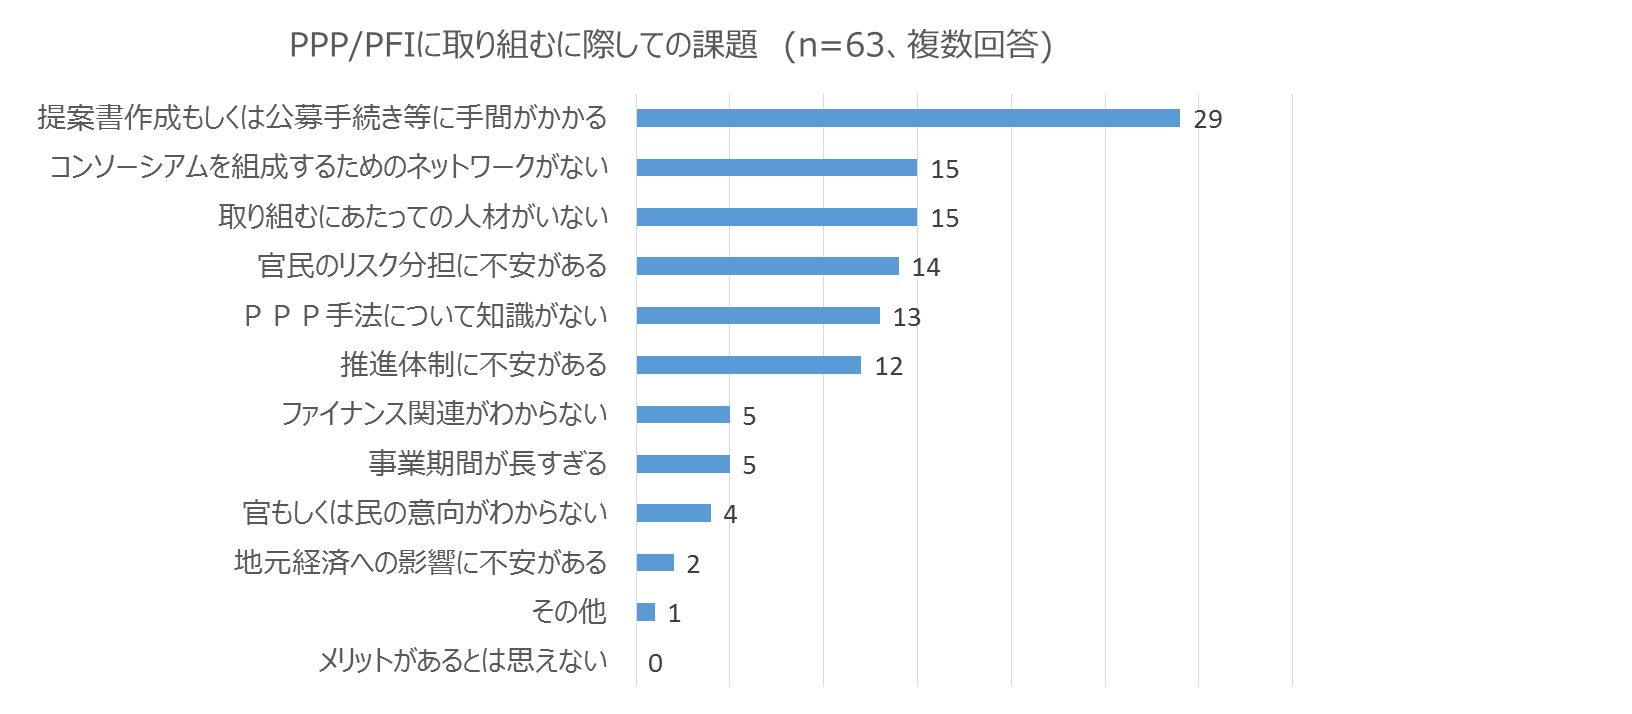 PPP/PFIに取り組むに際しての課題　(n=63、複数回答)
提案書作成もしくは公募手続き等に手間がかかる 29
コンソーシアムを組成するためのネットワークがない 15
取り組むにあたっての人材がいない 15
官民のリスク分担に不安がある 14
ＰＰＰ手法について知識がない 13
推進体制に不安がある 12
ファイナンス関連がわからない 5
事業期間が長すぎる 5
官もしくは民の意向がわからない 4
地元経済への影響に不安がある 2
その他 1
メリットがあるとは思えない 0